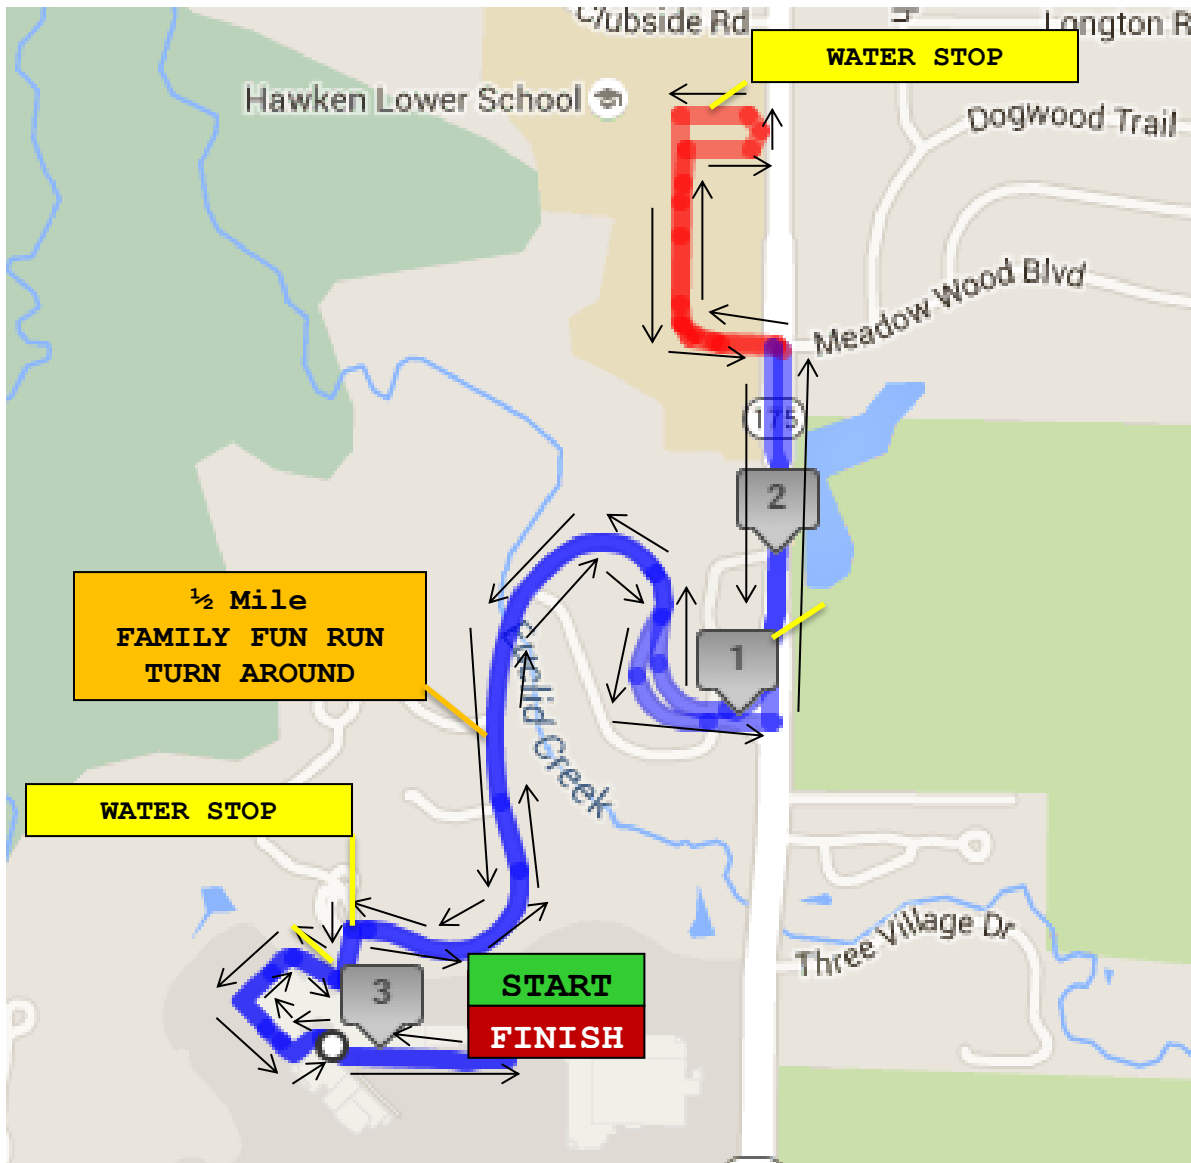 Clubside Rd
Longton R
WATER STOP
Hawken Lower School
Dogwood Trail
Meadow Wood Blvd
175
2
½ Mile
FAMILY FUN RUN
TURN AROUND
1
Euclid Creek
WATER STOP
Three Village Dr
3
START
FINISH